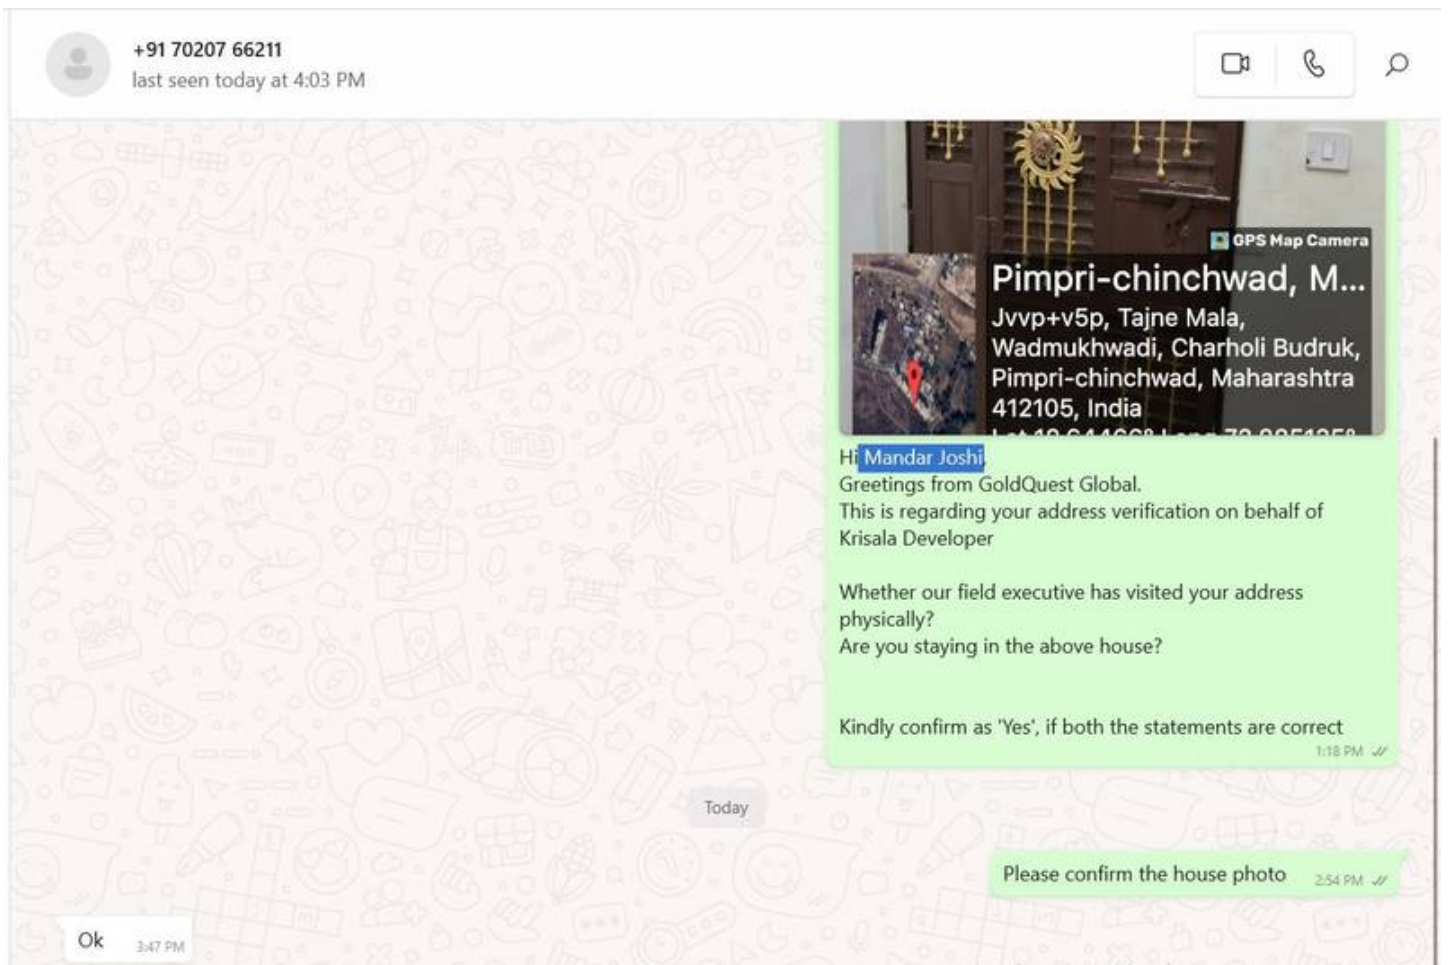 +91 70207 66211
last seen today at 4:03 PM
GPS Map Camera
Pimpri-chinchwad, M...
Jvvp+v5p, Tajne Mala,
Wadmukhwadi, Charholi Budruk,
Pimpri-chinchwad, Maharashtra
412105, India
Hi Mandar Joshi,
Greetings from GoldQuest Global.
This is regarding your address verification on behalf of
Krisala Developer
Whether our field executive has visited your address
physically?
Are you staying in the above house?
Kindly confirm as 'Yes', if both the statements are correct
1:18 PM
Today
Please confirm the house photo 2:54 PM
Ok 3:47 PM